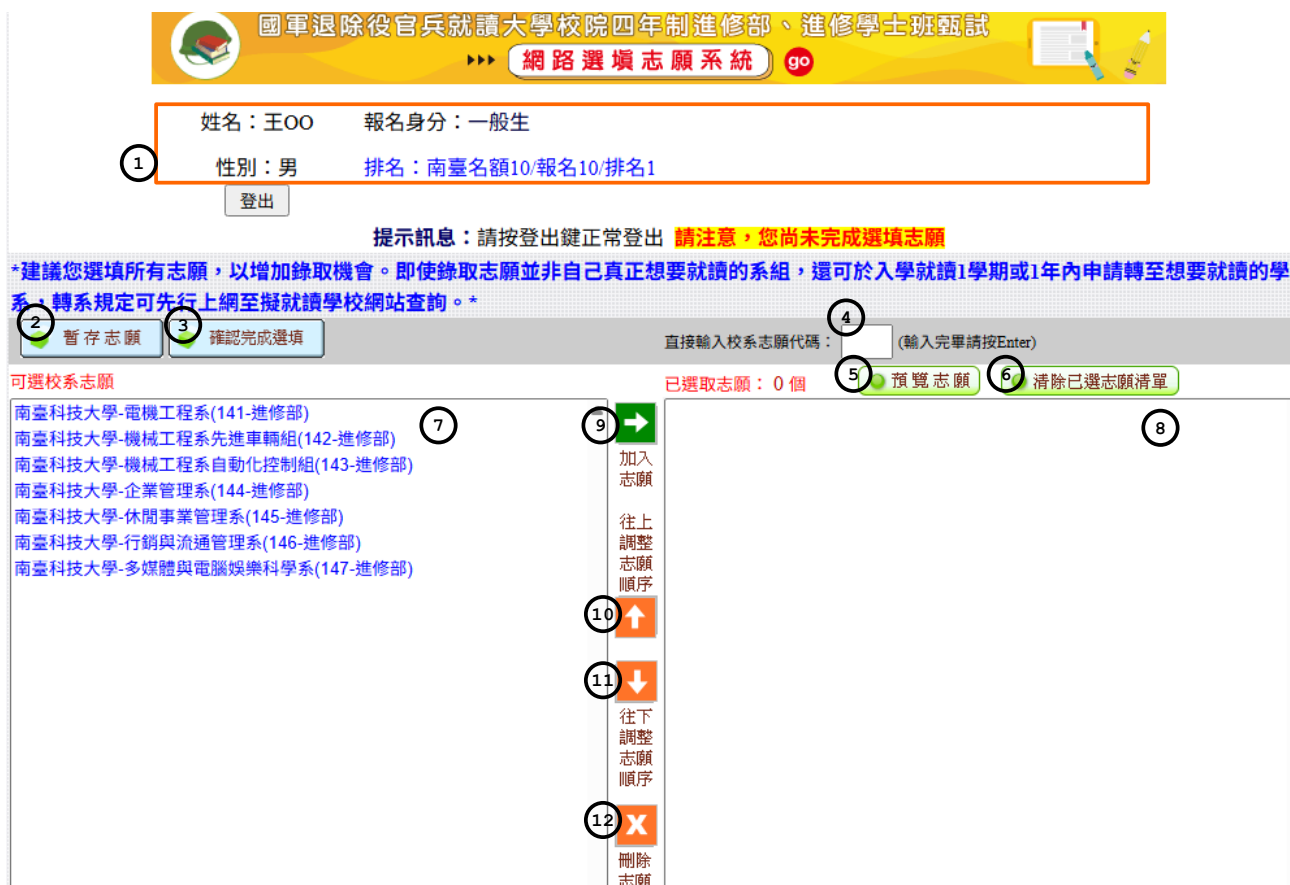 國軍退除役官兵就讀大學校院四年制進修部、進修學士班甄試
網路選填志願系統 go
姓名：王OO 報名身分：一般生
1
性別：男 排名：南臺名額10/報名10/排名1
登出
提示訊息：請按登出鍵正常登出 請注意，您尚未完成選填志願
*建議您選填所有志願，以增加錄取機會。即使錄取志願並非自己真正想要就讀的系組，還可於入學就讀1學期或1年內申請轉至想要就讀的學
系，轉系規定可先行上網至擬就讀學校網站查詢。*
2 暫存志願 3 確認完成選填 直接輸入校系志願代碼： 4 (輸入完畢請按Enter)
可選校系志願 已選取志願： 0 個 5 預覽志願 6 清除已選志願清單
南臺科技大學-電機工程系(141-進修部)
南臺科技大學-機械工程系先進車輛組(142-進修部)
南臺科技大學-機械工程系自動化控制組(143-進修部)
南臺科技大學-企業管理系(144-進修部)
南臺科技大學-休閒事業管理系(145-進修部)
南臺科技大學-行銷與流通管理系(146-進修部)
南臺科技大學-多媒體與電腦娛樂科學系(147-進修部)
7
9
加入
志願
往上
調整
志願
順序
10
11
往下
調整
志願
順序
12
X
刪除
志願
8